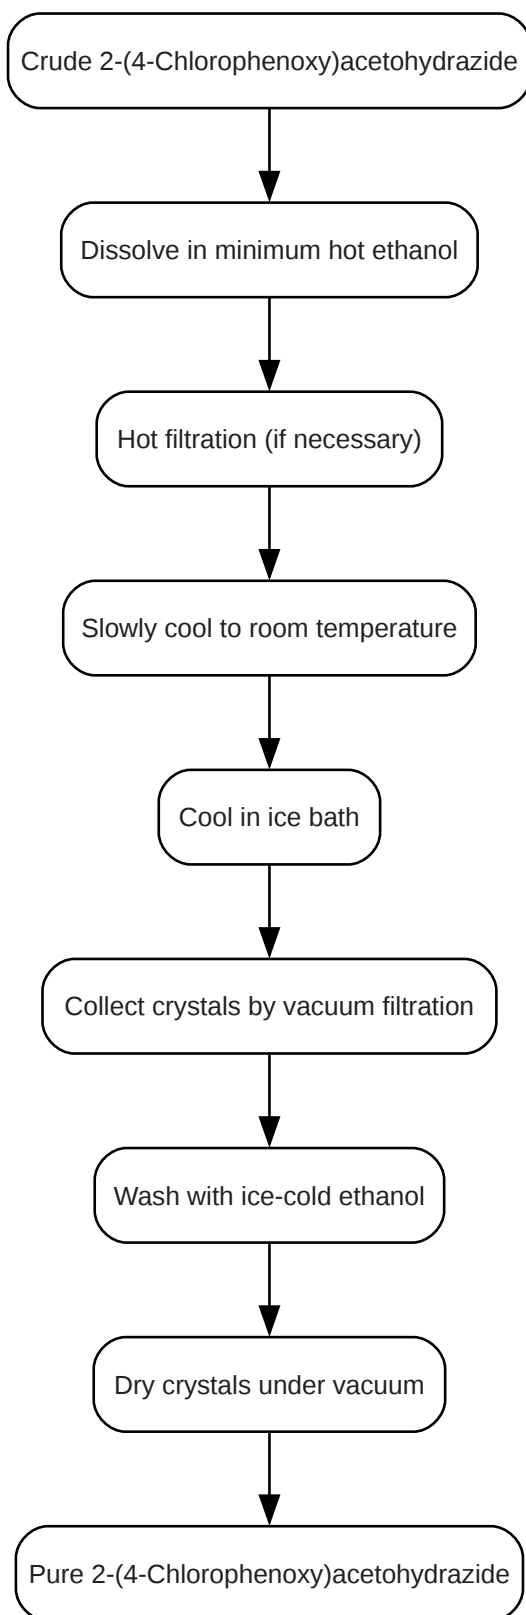 Crude 2-(4-Chlorophenoxy)acetohydrazide
Dissolve in minimum hot ethanol
Hot filtration (if necessary)
Slowly cool to room temperature
Cool in ice bath
Collect crystals by vacuum filtration
Wash with ice-cold ethanol
Dry crystals under vacuum
Pure 2-(4-Chlorophenoxy)acetohydrazide